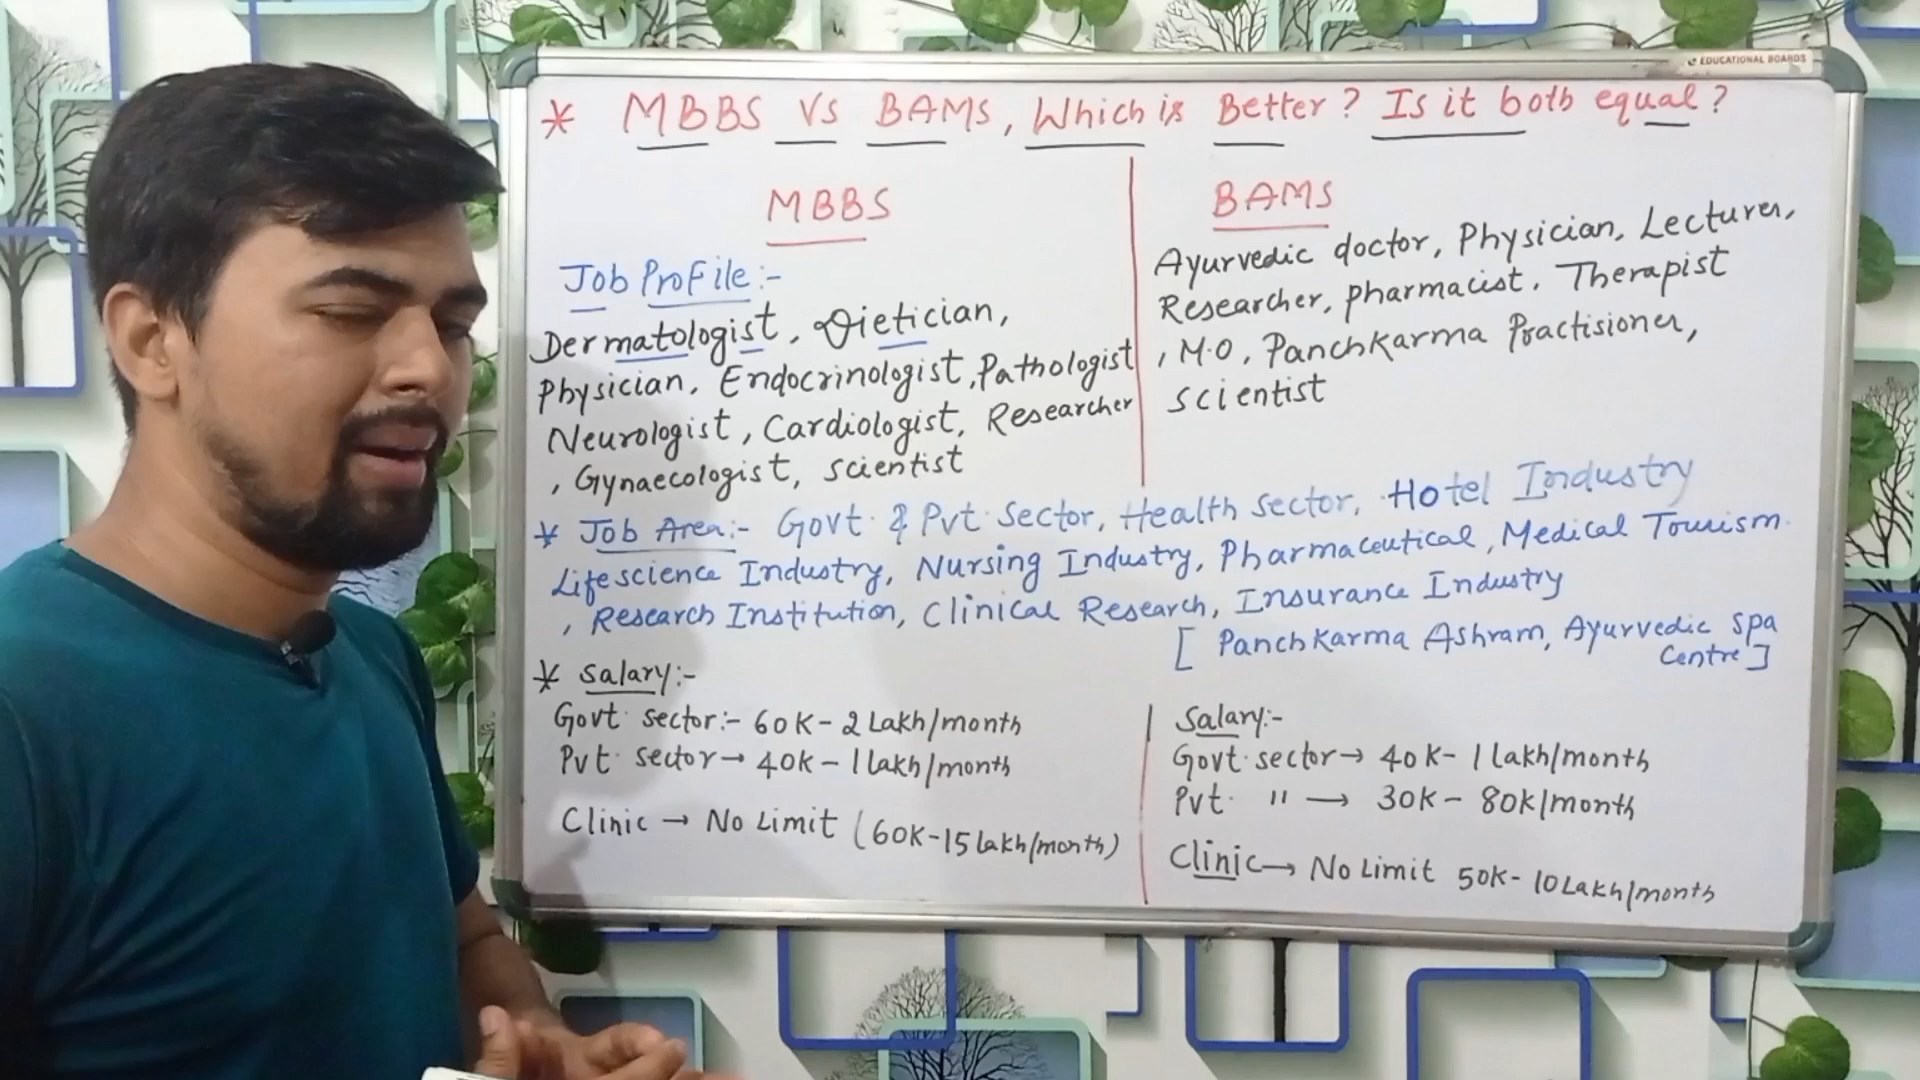 EDUCATIONAL BOARDS
* MBBS VS BAMS, Which is Better? Is it both equal?
MBBS
Job Profile:-
Dermatologist, Dietician,
Physician, Endocrinologist, Pathologist
Neurologist, Cardiologist, Researcher
, Gynaecologist, scientist
BAMS
Ayurvedic doctor, Physician, Lecturer,
Researcher, pharmacist, Therapist
, M.O, Panchkarma Practisioner,
scientist
* Job Area:- Govt. & Pvt. Sector, Health sector, Hotel Industry
Lifescience Industry, Nursing Industry, Pharmaceutical, Medical Tourism.
, Research Institution, Clinical Research, Insurance Industry
[ Panchkarma Ashram, Ayurvedic spa
Centre ]
* Salary:-
Govt. sector:- 60K-2 Lakh/month
Pvt. sector→ 40K-1 lakh/month
Clinic → No Limit (60K-15 lakh/month)
Salary:-
Govt. sector→ 40K-1 Lakh/month
Pvt. " → 30K-80K/month
Clinic→ No Limit 50K-10 Lakh/month